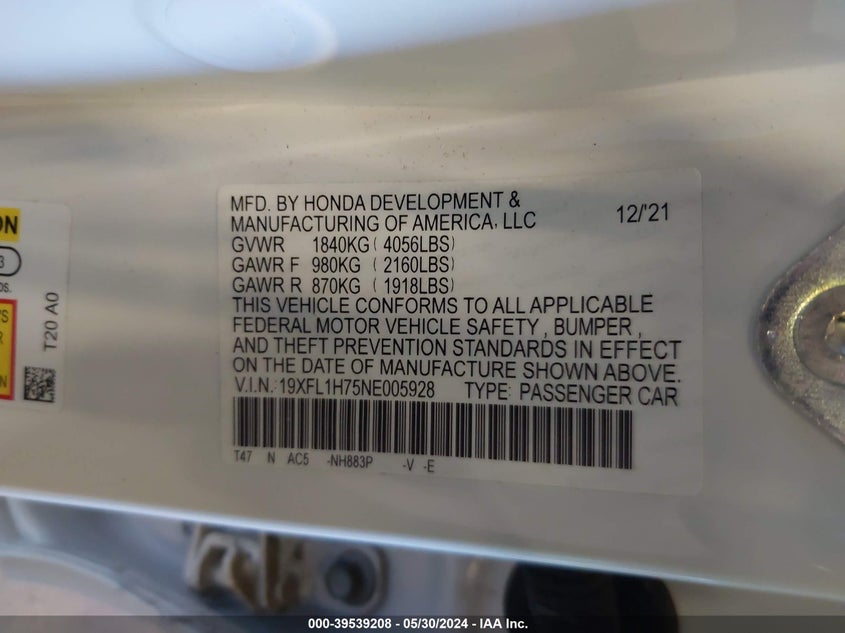 MFD. BY HONDA DEVELOPMENT &
MANUFACTURING OF AMERICA, LLC 12/'21
GVWR 1840KG ( 4056LBS)
GAWR F 980KG ( 2160LBS)
GAWR R 870KG ( 1918LBS)
THIS VEHICLE CONFORMS TO ALL APPLICABLE
FEDERAL MOTOR VEHICLE SAFETY , BUMPER ,
AND THEFT PREVENTION STANDARDS IN EFFECT
ON THE DATE OF MANUFACTURE SHOWN ABOVE.
V.I.N.: 19XFL1H75NE005928 TYPE: PASSENGER CAR
T47 N AC5 -NH883P -V -E
T20 A0
000-39539208 - 05/30/2024 - IAA Inc.